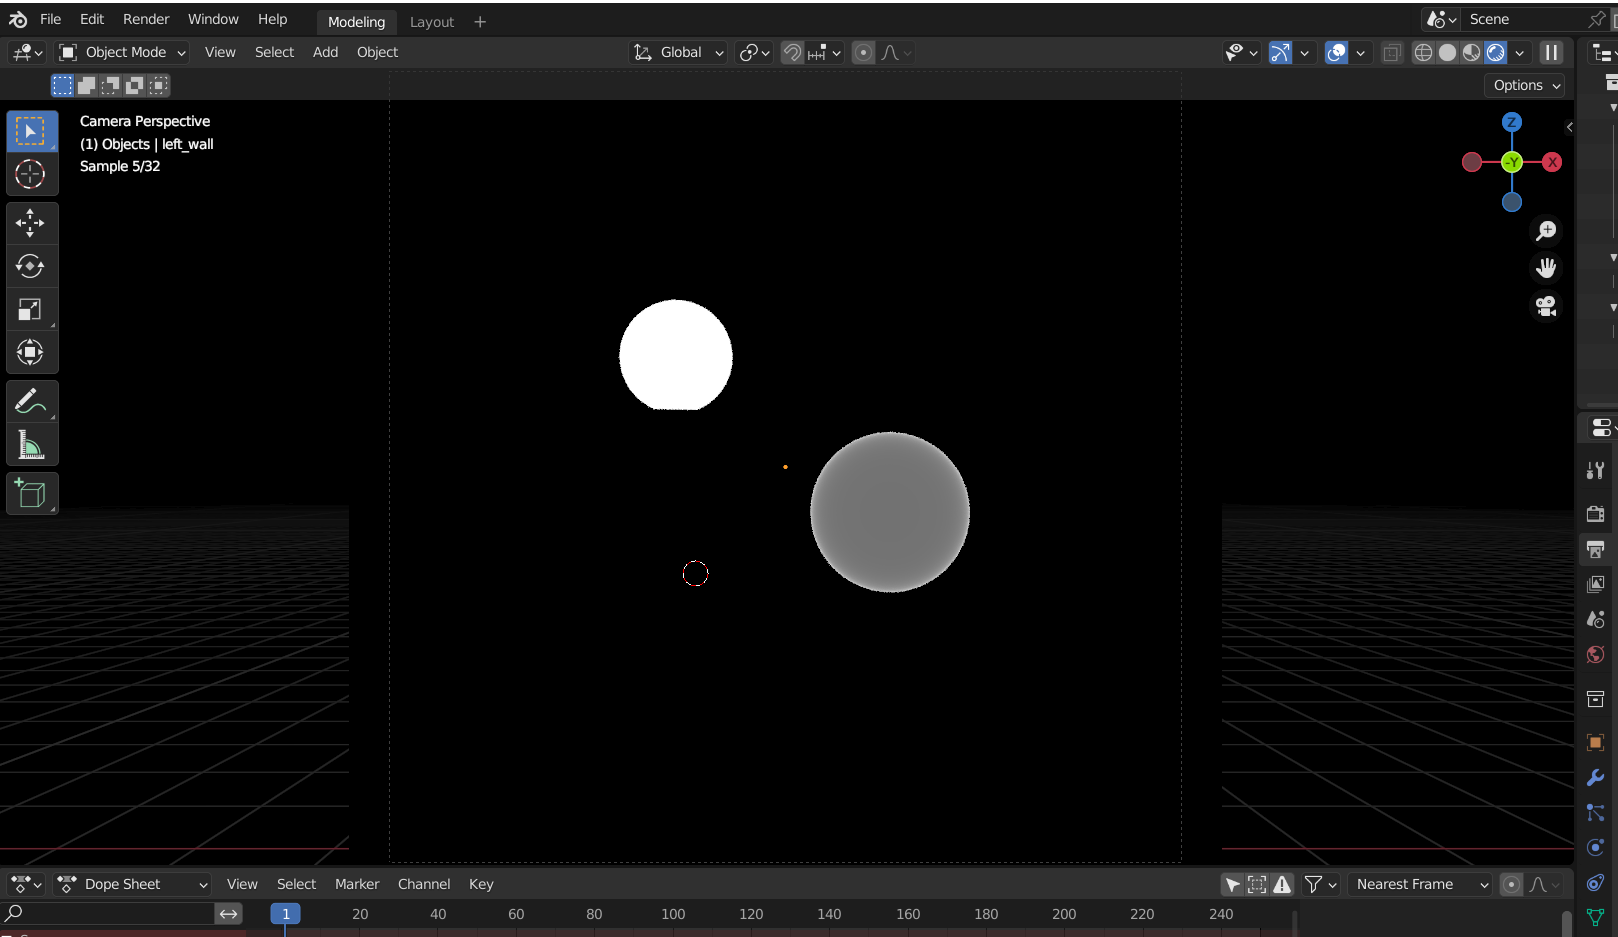 File Edit Render Window Help Modeling Layout + Scene
Object Mode View Select Add Object Global
Options
Camera Perspective
(1) Objects | left_wall
Sample 5/32
Z
-Y X
Dope Sheet View Select Marker Channel Key Nearest Frame
1 20 40 60 80 100 120 140 160 180 200 220 240